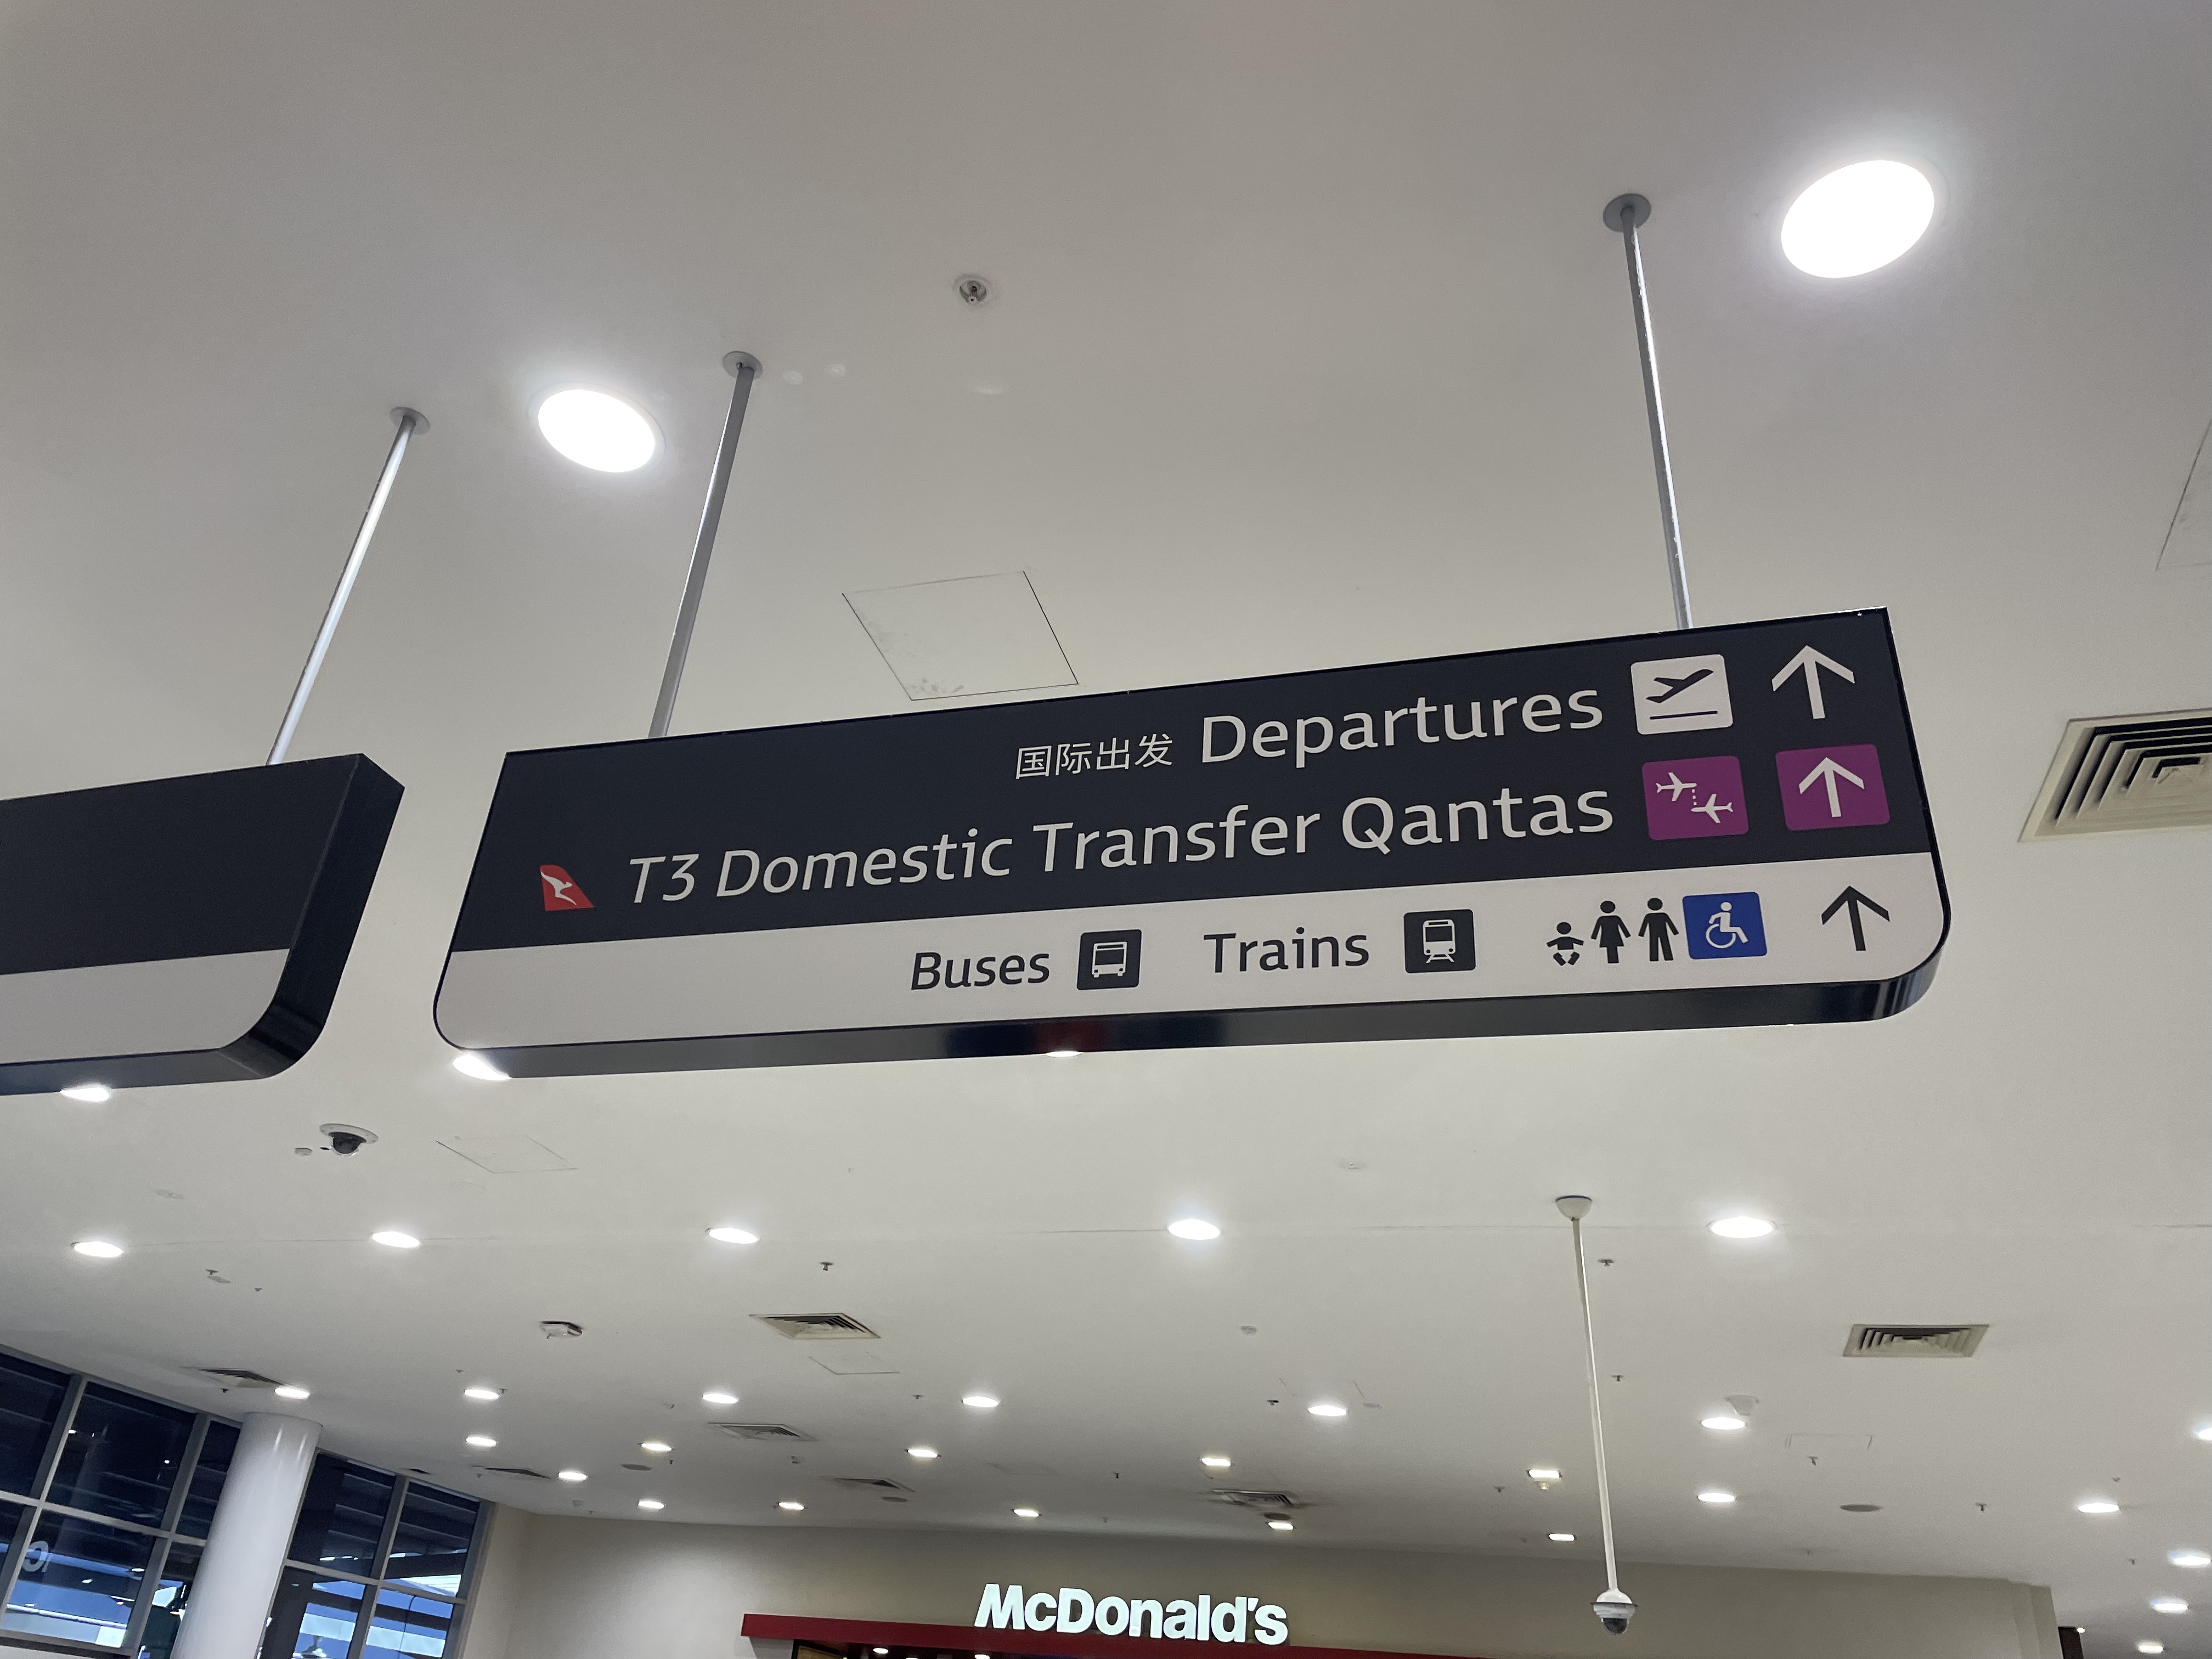 国际出发 Departures
T3 Domestic Transfer Qantas
Buses Trains
McDonald's